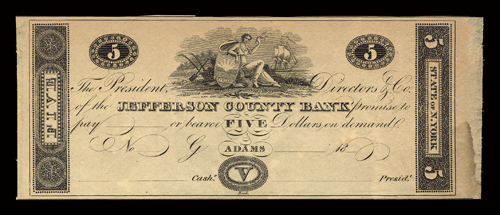 5 5
The President, Directors & Co.
of the JEFFERSON COUNTY BANK promise to
pay or bearer FIVE Dollars, on demand
No G ADAMS 18
Cash.r V Presid.t
FIVE
5 STATE OF N.YORK 5